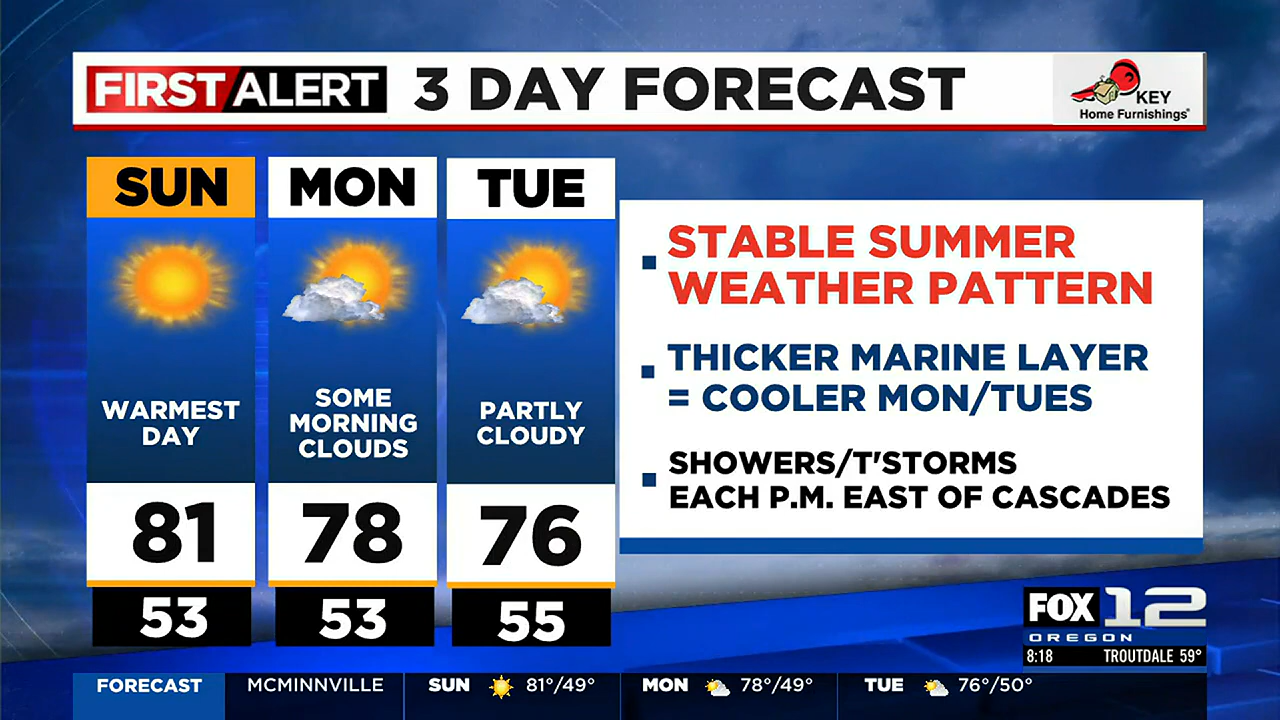 FIRST ALERT 3 DAY FORECAST
KEY
Home Furnishings®
SUN
WARMEST
DAY
81
53
MON
SOME
MORNING
CLOUDS
78
53
TUE
PARTLY
CLOUDY
76
55
STABLE SUMMER
WEATHER PATTERN
THICKER MARINE LAYER
= COOLER MON/TUES
SHOWERS/T'STORMS
EACH P.M. EAST OF CASCADES
FOX 12
OREGON
8:18 TROUTDALE 59°
FORECAST MCMINNVILLE SUN 81°/49° MON 78°/49° TUE 76°/50°